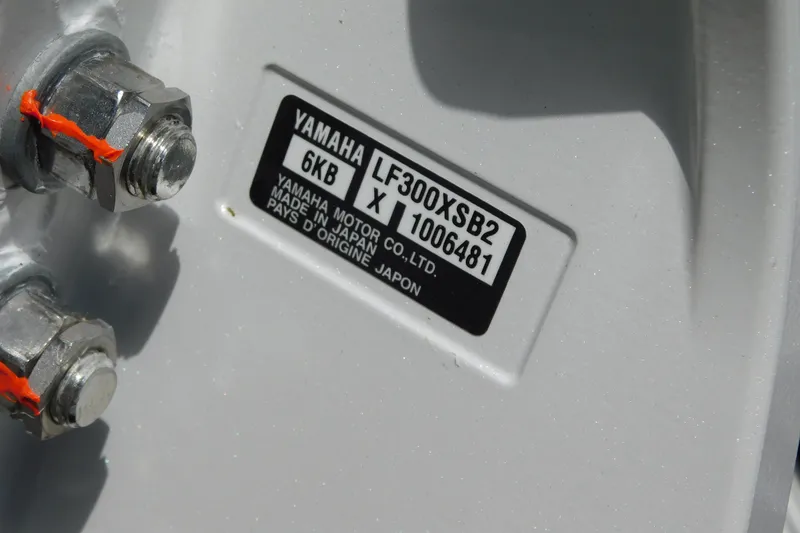 YAMAHA LF300XSB2
6KB X 1006481
YAMAHA MOTOR CO.,LTD.
MADE IN JAPAN
PAYS D'ORIGINE JAPON